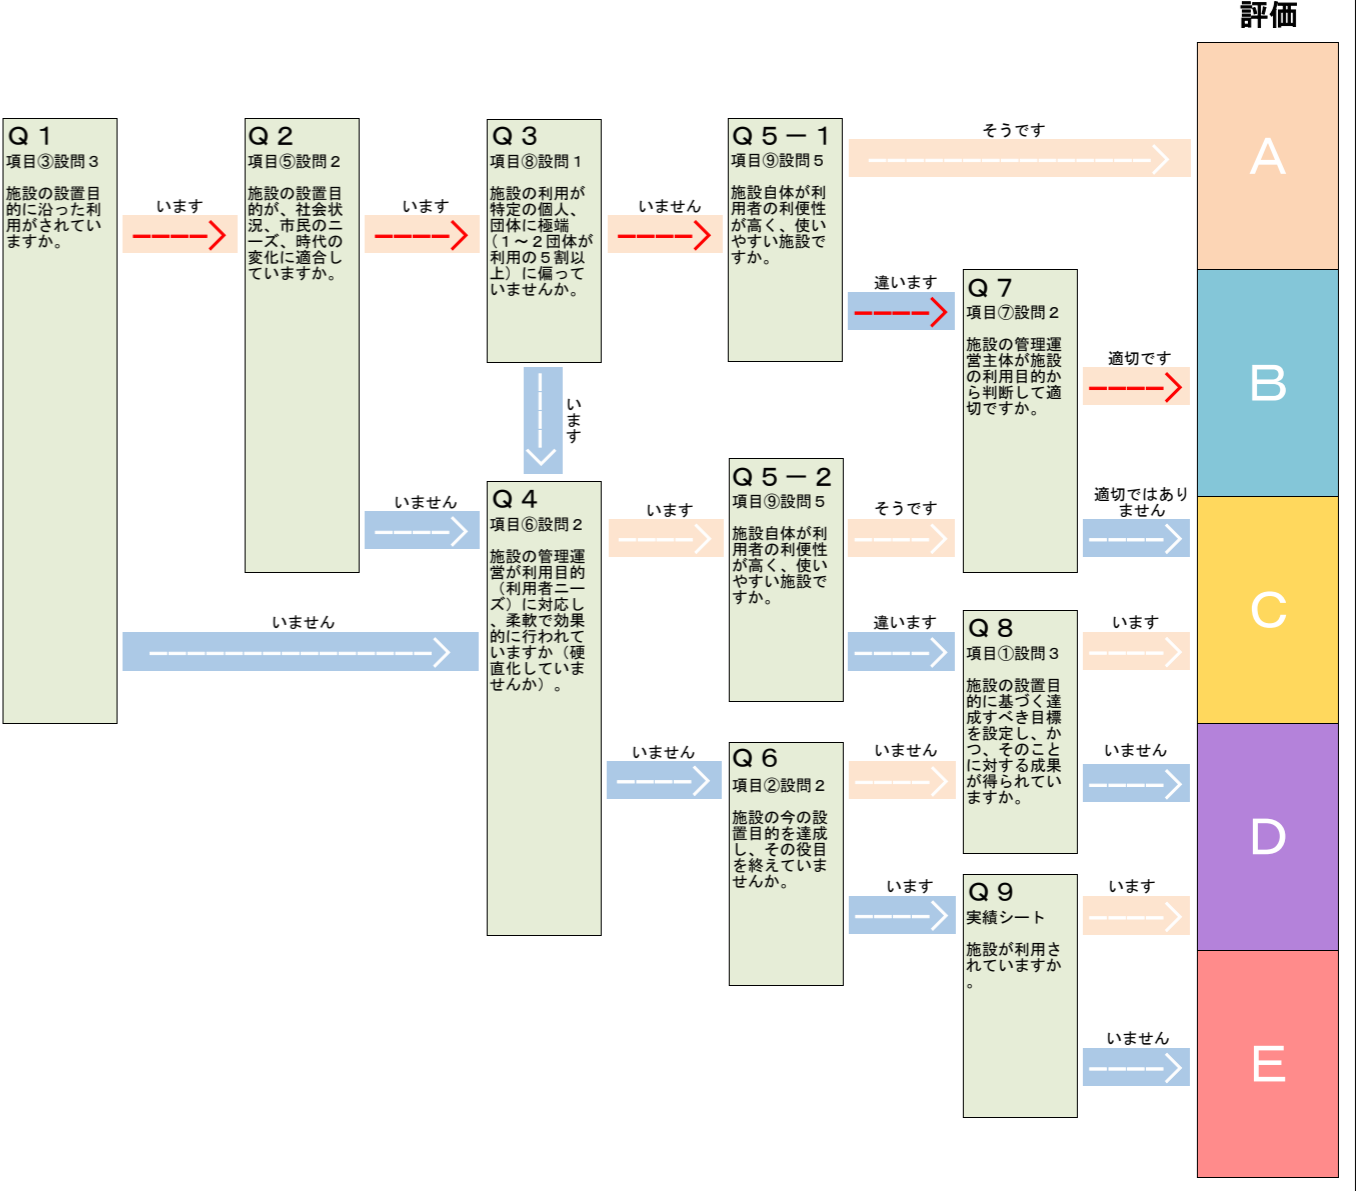 評価
Ｑ１
項目③設問３
施設の設置目
的に沿った利
用がされてい
ますか。
います
いません
Ｑ２
項目⑤設問２
施設の設置目
的が、社会状
況、市民のニ
ーズ、時代の
変化に適合し
ていますか。
います
いません
Ｑ３
項目⑧設問１
施設の利用が
特定の個人、
団体に極端
（１～２団体が
利用の５割以
上）に偏って
いませんか。
いません
います
Ｑ４
項目⑥設問２
施設の管理運
営が利用目的
（利用者ニー
ズ）に対応し
、柔軟で効果
的に行われて
いますか（硬
直化していま
せんか）。
います
いません
Ｑ５－１
項目⑨設問５
施設自体が利
用者の利便性
が高く、使い
やすい施設で
すか。
そうです
違います
Ｑ５－２
項目⑨設問５
施設自体が利
用者の利便性
が高く、使い
やすい施設で
すか。
そうです
違います
Ｑ６
項目②設問２
施設の今の設
置目的を達成
し、その役目
を終えていま
せんか。
いません
います
Ｑ７
項目⑦設問２
施設の管理運
営主体が施設
の利用目的か
ら判断して適
切ですか。
適切です
適切ではあり
ません
Ｑ８
項目①設問３
施設の設置目
的に基づく達
成すべき目標
を設定し、か
つ、そのこと
に対する成果
が得られてい
ますか。
います
いません
Ｑ９
実績シート
施設が利用さ
れていますか
。
います
いません
Ａ
Ｂ
Ｃ
Ｄ
Ｅ